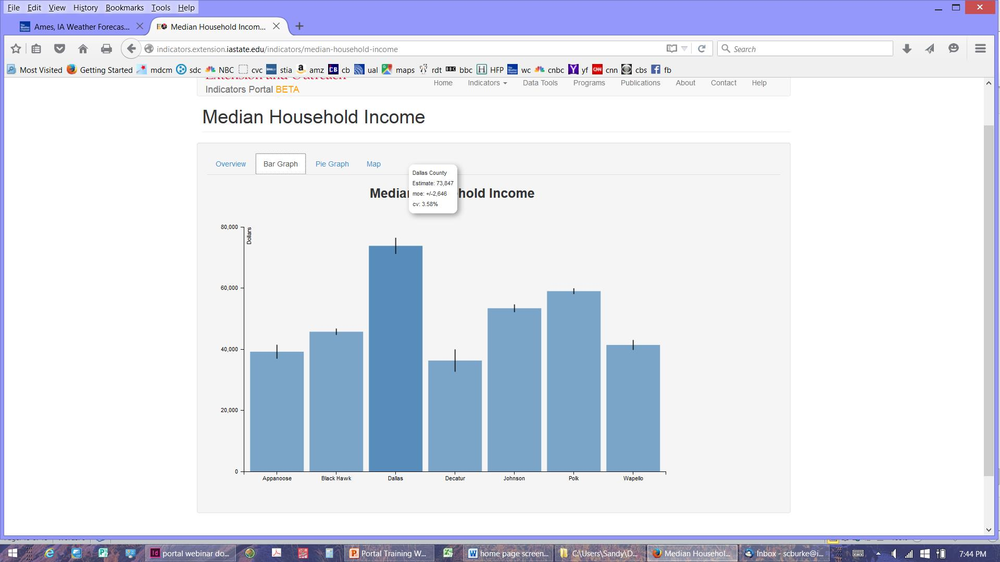 File Edit View History Bookmarks Tools Help
Ames, IA Weather Forecas...
Median Household Incom...
indicators.extension.iastate.edu/indicators/median-household-income
Search
Most Visited Getting Started mdcm sdc NBC cvc stia amz cb ual maps rdt bbc HFP wc cnbc yf cnn cbs fb
Extension and Outreach
Indicators Portal BETA
Home Indicators Data Tools Programs Publications About Contact Help
Median Household Income
Overview Bar Graph Pie Graph Map
Dallas County
Estimate: 73,847
moe: +/-2,646
cv: 3.58%
Media hold Income
Dollars
80,000
60,000
40,000
20,000
0
Appanoose Black Hawk Dallas Decatur Johnson Polk Wapello
portal webinar do...
Portal Training W...
home page screen...
C:\Users\Sandy\D...
Median Househol...
Inbox - scburke@i...
7:44 PM